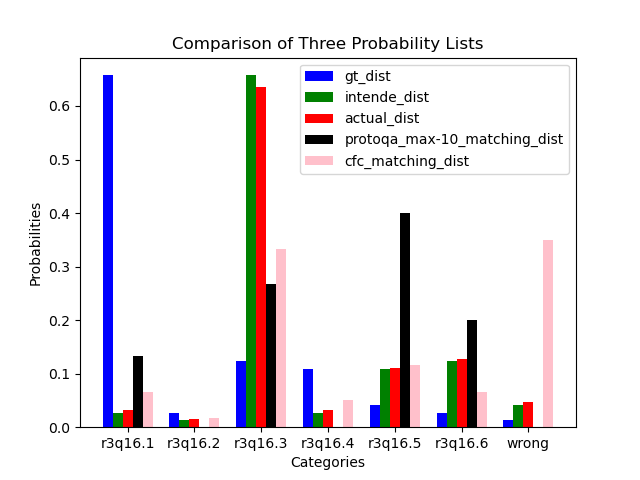 Comparison of Three Probability Lists
gt_dist
intende_dist
actual_dist
protoqa_max-10_matching_dist
cfc_matching_dist
Probabilities
0.6
0.5
0.4
0.3
0.2
0.1
0.0
r3q16.1 r3q16.2 r3q16.3 r3q16.4 r3q16.5 r3q16.6 wrong
Categories